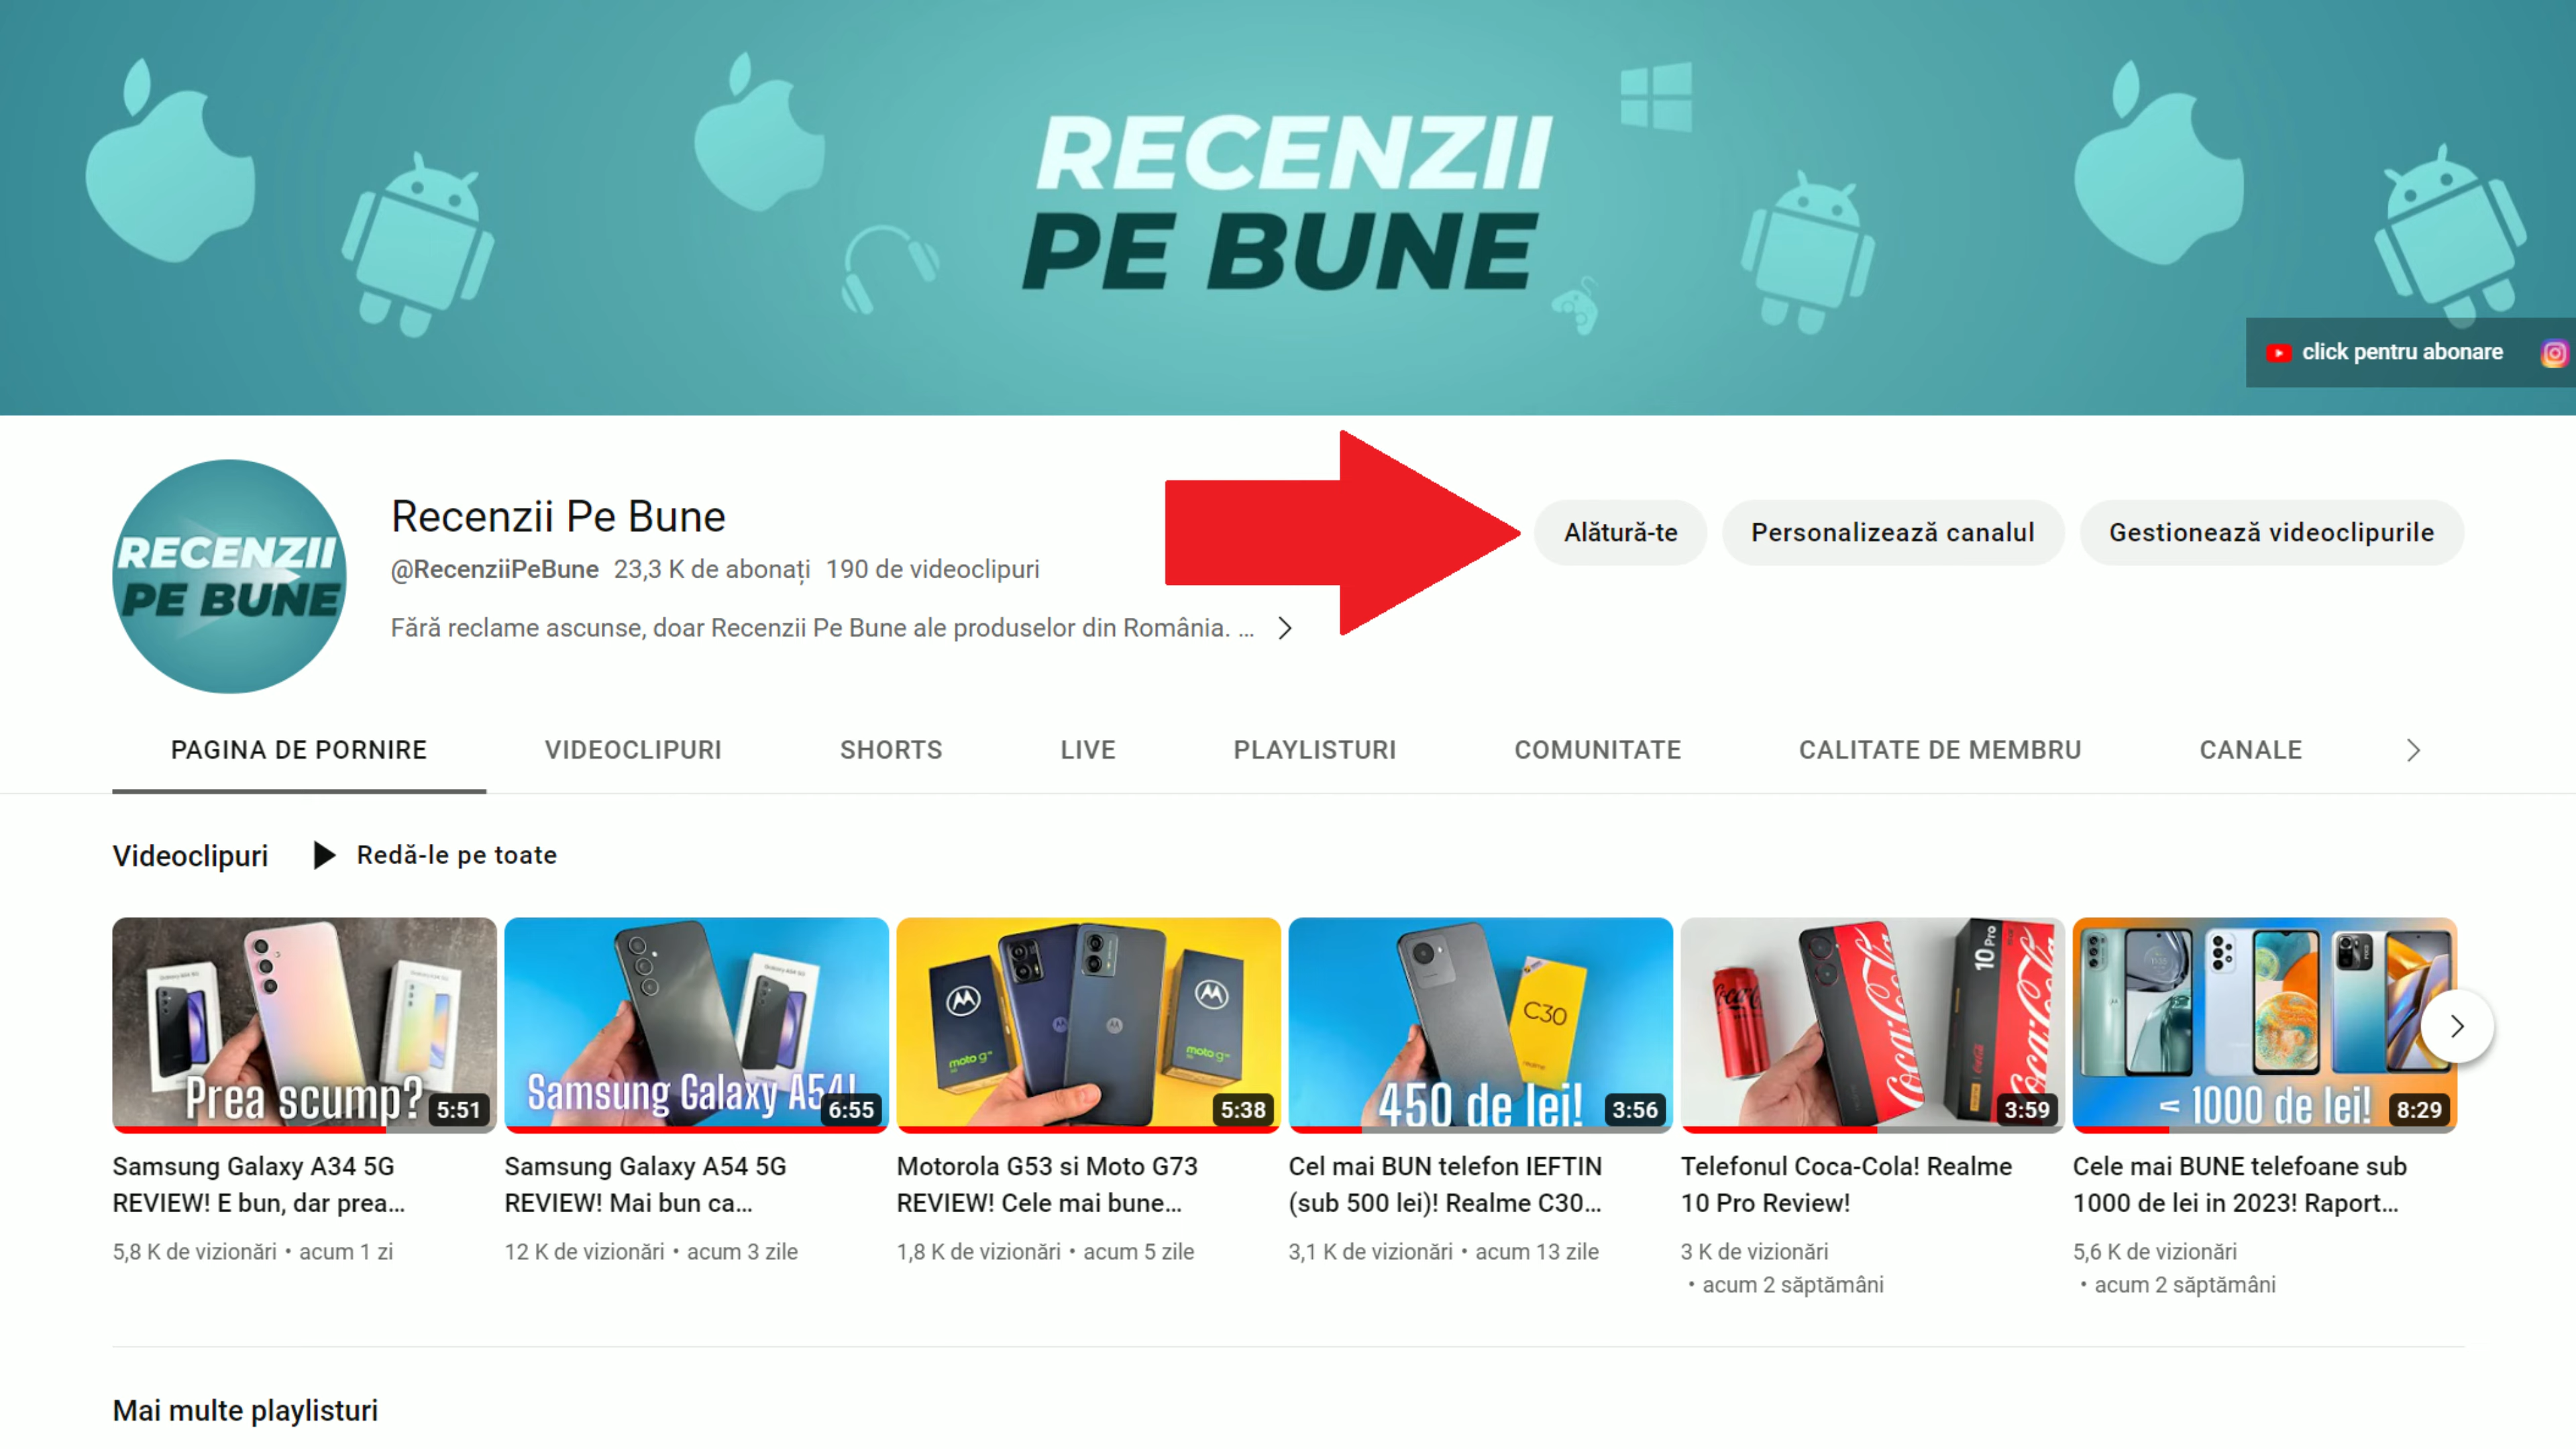 RECENZII
PE BUNE
click pentru abonare
RECENZII
PE BUNE
Recenzii Pe Bune
@RecenziiPeBune 23,3 K de abonați 190 de videoclipuri
Fără reclame ascunse, doar Recenzii Pe Bune ale produselor din România. ...
Alătură-te
Personalizează canalul
Gestionează videoclipurile
PAGINA DE PORNIRE
VIDEOCLIPURI
SHORTS
LIVE
PLAYLISTURI
COMUNITATE
CALITATE DE MEMBRU
CANALE
Videoclipuri
Redă-le pe toate
Prea scump?
5:51
Samsung Galaxy A34 5G
REVIEW! E bun, dar prea...
5,8 K de vizionări • acum 1 zi
Samsung Galaxy A54!
6:55
Samsung Galaxy A54 5G
REVIEW! Mai bun ca...
12 K de vizionări • acum 3 zile
moto g
moto g
5:38
Motorola G53 si Moto G73
REVIEW! Cele mai bune...
1,8 K de vizionări • acum 5 zile
C30
450 de lei!
3:56
Cel mai BUN telefon IEFTIN
(sub 500 lei)! Realme C30...
3,1 K de vizionări • acum 13 zile
Coca-Cola
10 Pro
Coca-Cola
3:59
Telefonul Coca-Cola! Realme
10 Pro Review!
3 K de vizionări
• acum 2 săptămâni
< 1000 de lei!
8:29
Cele mai BUNE telefoane sub
1000 de lei in 2023! Raport...
5,6 K de vizionări
• acum 2 săptămâni
Mai multe playlisturi